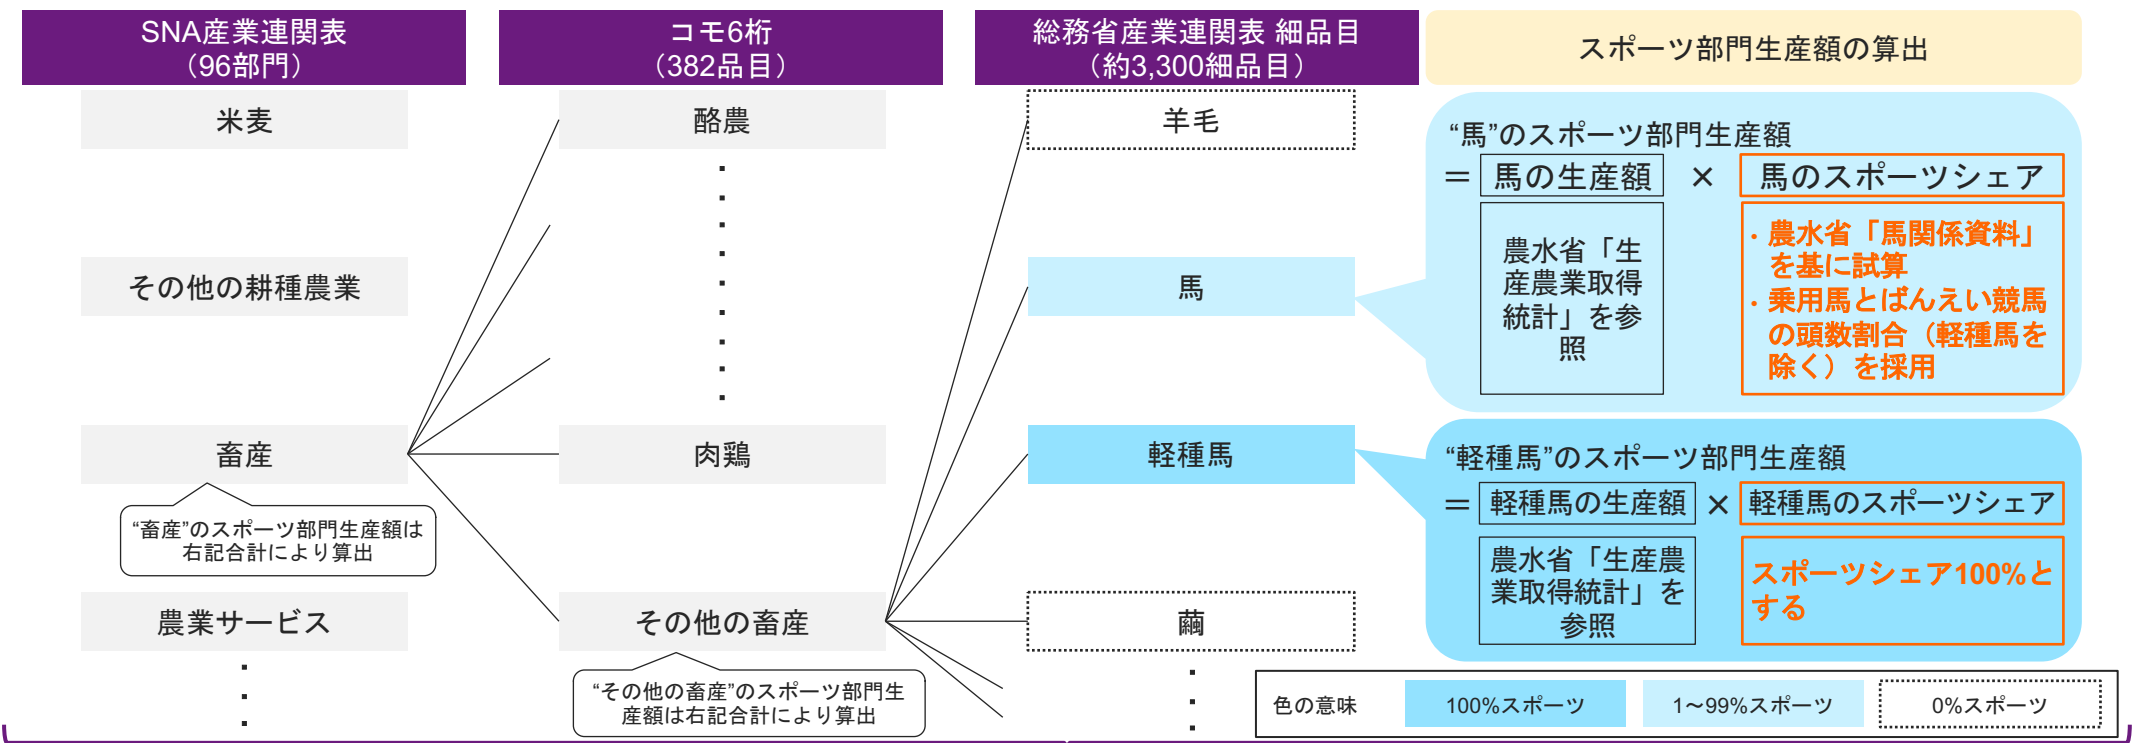 SNA産業連関表
（96部門）
コモ6桁
（382品目）
総務省産業連関表 細品目
（約3,300細品目）
スポーツ部門生産額の算出
米麦
その他の耕種農業
畜産
“畜産”のスポーツ部門生産額は
右記合計により算出
農業サービス
酪農
肉鶏
その他の畜産
“その他の畜産”のスポーツ部門生
産額は右記合計により算出
羊毛
馬
軽種馬
繭
“馬”のスポーツ部門生産額
＝ 馬の生産額 × 馬のスポーツシェア
農水省「生
産農業取得
統計」を参
照
・農水省「馬関係資料」
を基に試算
・乗用馬とばんえい競馬
の頭数割合（軽種馬を
除く）を採用
“軽種馬”のスポーツ部門生産額
＝ 軽種馬の生産額 × 軽種馬のスポーツシェア
農水省「生産農
業取得統計」を
参照
スポーツシェア100%と
する
色の意味
100%スポーツ
1～99%スポーツ
0%スポーツ